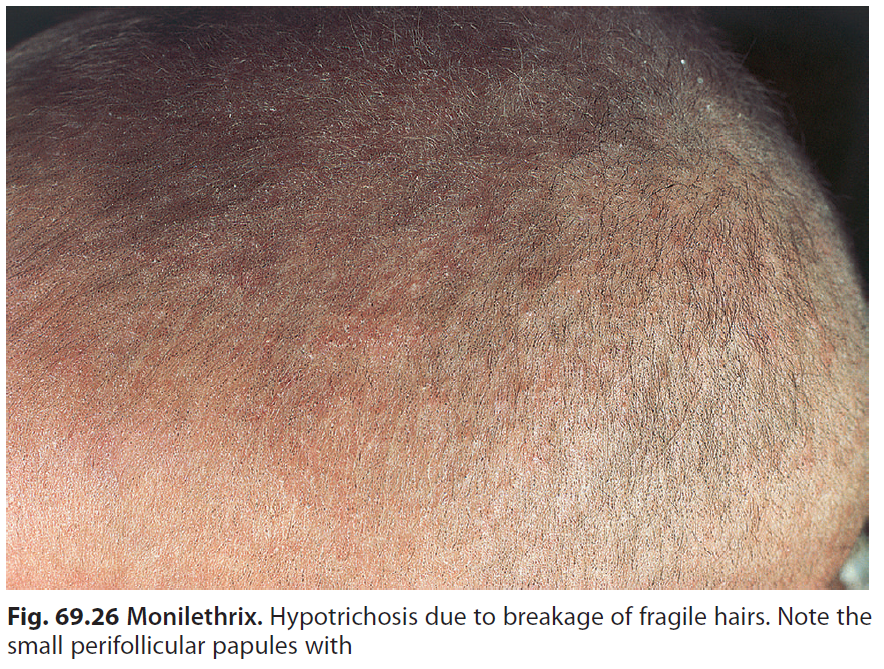 Fig. 69.26 Monilethrix. Hypotrichosis due to breakage of fragile hairs. Note the
small perifollicular papules with